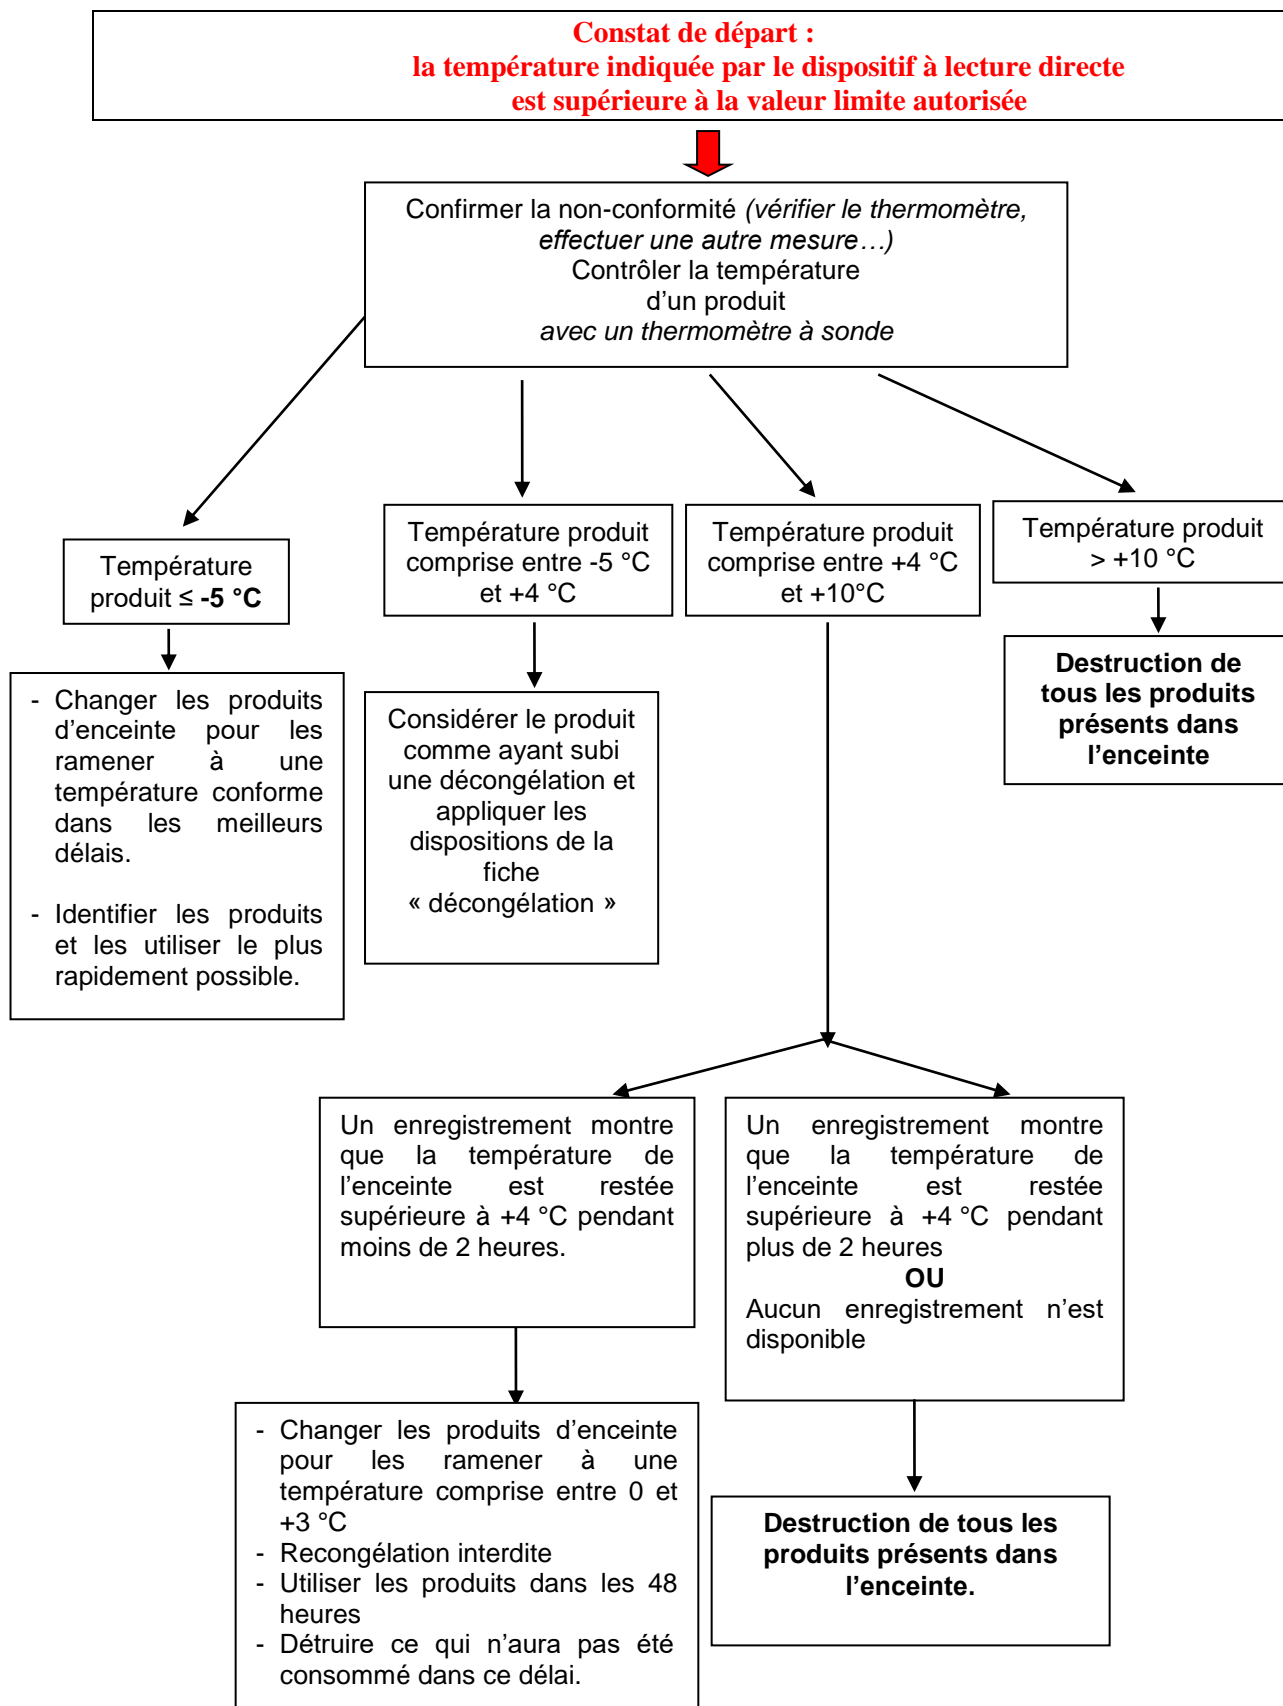 Constat de départ :
la température indiquée par le dispositif à lecture directe
est supérieure à la valeur limite autorisée
Confirmer la non-conformité (vérifier le thermomètre,
effectuer une autre mesure…)
Contrôler la température
d’un produit
avec un thermomètre à sonde
Température
produit ≤ -5 °C
Température produit
comprise entre -5 °C
et +4 °C
Température produit
comprise entre +4 °C
et +10°C
Température produit
> +10 °C
- Changer les produits
d’enceinte pour les
ramener à une
température conforme
dans les meilleurs
délais.
- Identifier les produits
et les utiliser le plus
rapidement possible.
Considérer le produit
comme ayant subi
une décongélation et
appliquer les
dispositions de la
fiche
« décongélation »
Destruction de
tous les produits
présents dans
l’enceinte
Un enregistrement montre
que la température de
l’enceinte est restée
supérieure à +4 °C pendant
moins de 2 heures.
Un enregistrement montre
que la température de
l’enceinte est restée
supérieure à +4 °C pendant
plus de 2 heures
OU
Aucun enregistrement n’est
disponible
- Changer les produits d’enceinte
pour les ramener à une
température comprise entre 0 et
+3 °C
- Recongélation interdite
- Utiliser les produits dans les 48
heures
- Détruire ce qui n’aura pas été
consommé dans ce délai.
Destruction de tous les
produits présents dans
l’enceinte.